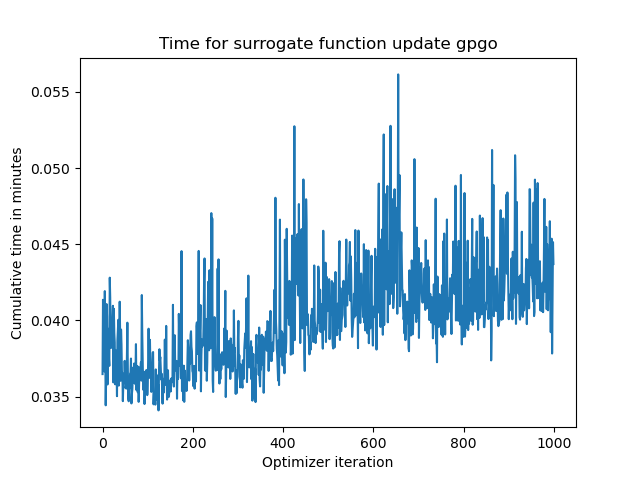 Time for surrogate function update gpgo
Cumulative time in minutes
0.055
0.050
0.045
0.040
0.035
0 200 400 600 800 1000
Optimizer iteration